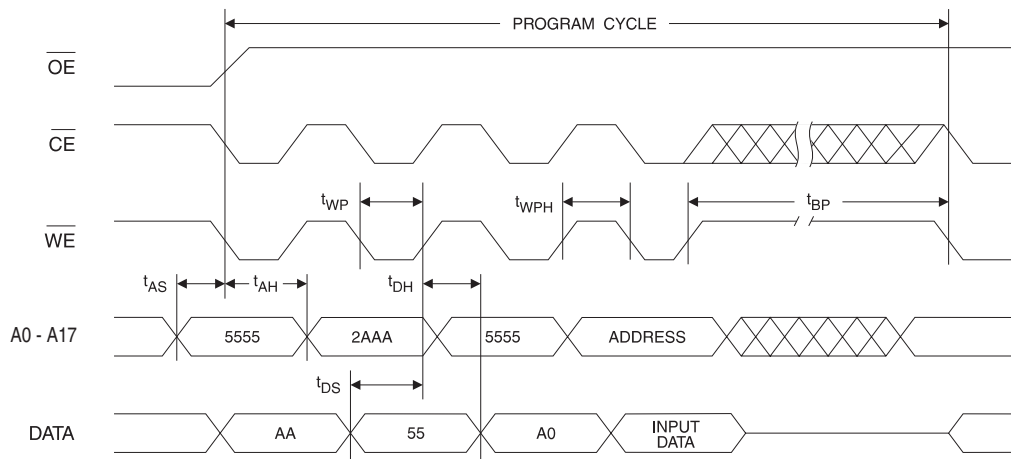 PROGRAM CYCLE
OE
CE
tWP
tWPH
tBP
WE
tAS
tAH
tDH
A0 - A17
5555
2AAA
5555
ADDRESS
tDS
DATA
AA
55
A0
INPUT
DATA